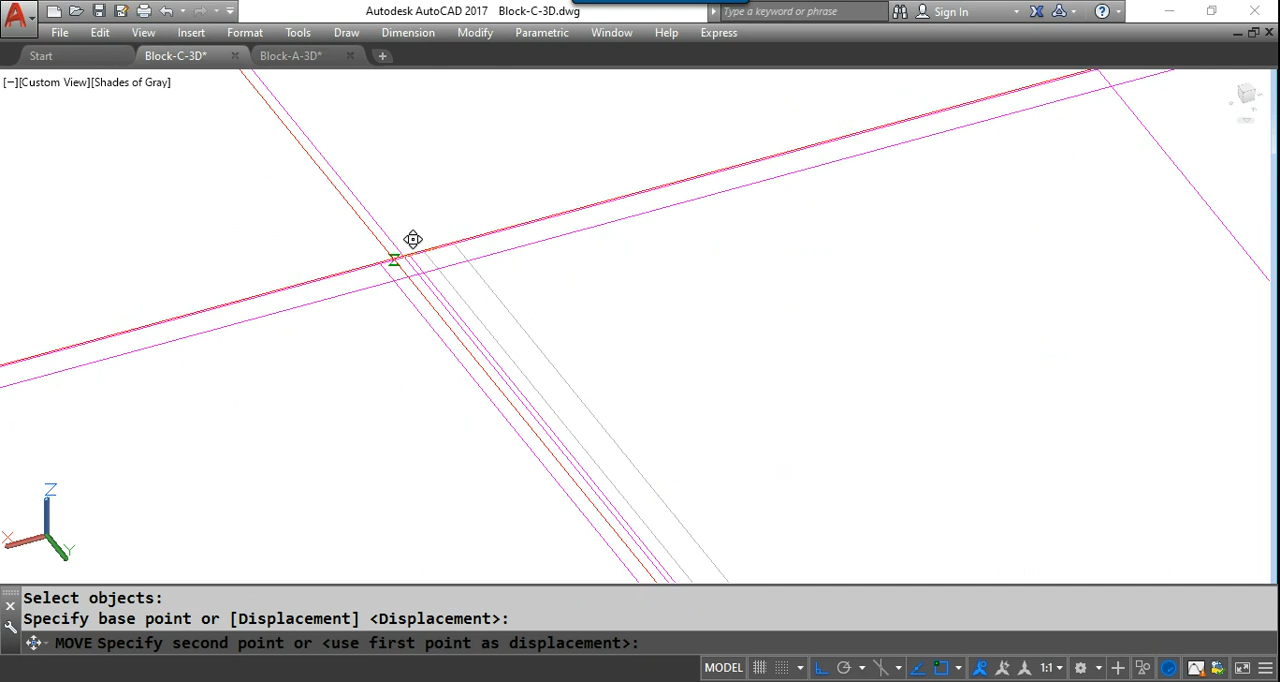 Autodesk AutoCAD 2017 Block-C-3D.dwg
Type a keyword or phrase
Sign In
File Edit View Insert Format Tools Draw Dimension Modify Parametric Window Help Express
Start Block-C-3D* Block-A-3D*
[−][Custom View][Shades of Gray]
Z
X
Y
Select objects:
Specify base point or [Displacement] <Displacement>:
MOVE Specify second point or <use first point as displacement>:
MODEL 1:1